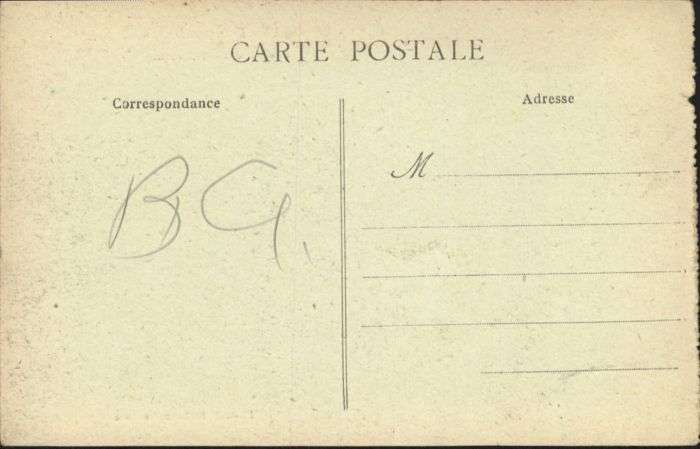 CARTE POSTALE
Correspondance
Adresse
BG.
M